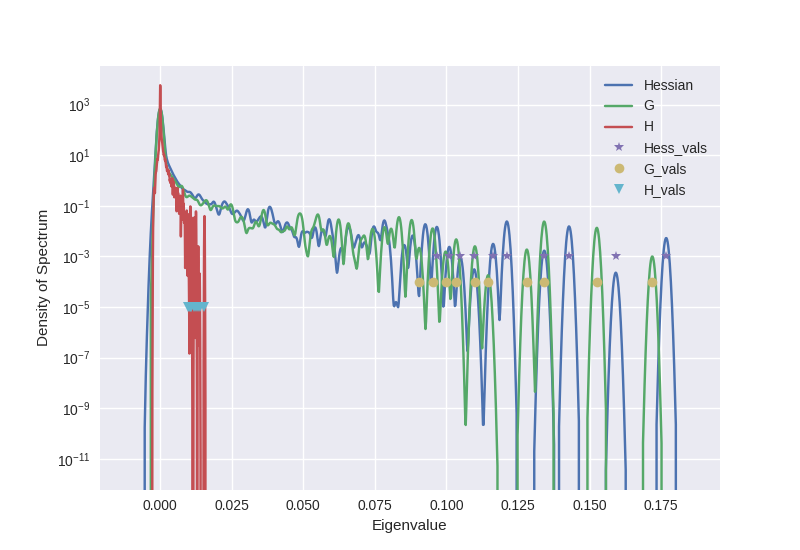 Density of Spectrum
10^3
10^1
10^-1
10^-3
10^-5
10^-7
10^-9
10^-11
Hessian
G
H
Hess_vals
G_vals
H_vals
0.000 0.025 0.050 0.075 0.100 0.125 0.150 0.175
Eigenvalue